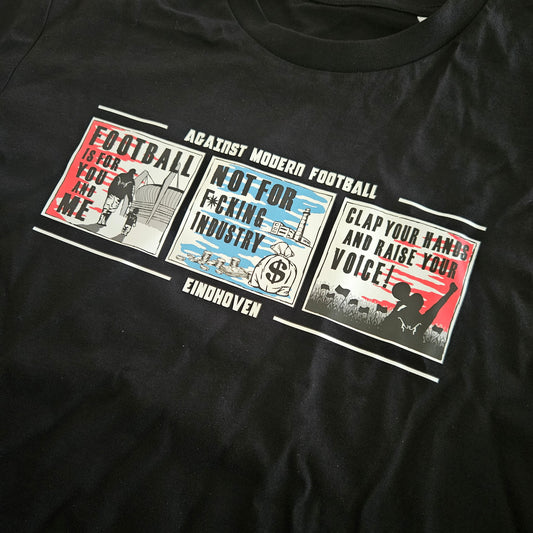 AGAINST MODERN FOOTBALL
FOOTBALL
IS FOR
YOU
AND
ME
NOT FOR
F*CKING
INDUSTRY
$
CLAP YOUR HANDS
AND RAISE YOUR
VOICE!
EINDHOVEN